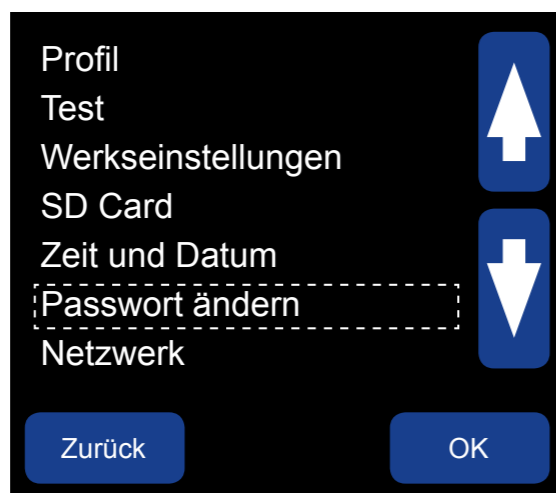 Profil
Test
Werkseinstellungen
SD Card
Zeit und Datum
Passwort ändern
Netzwerk
Zurück
OK